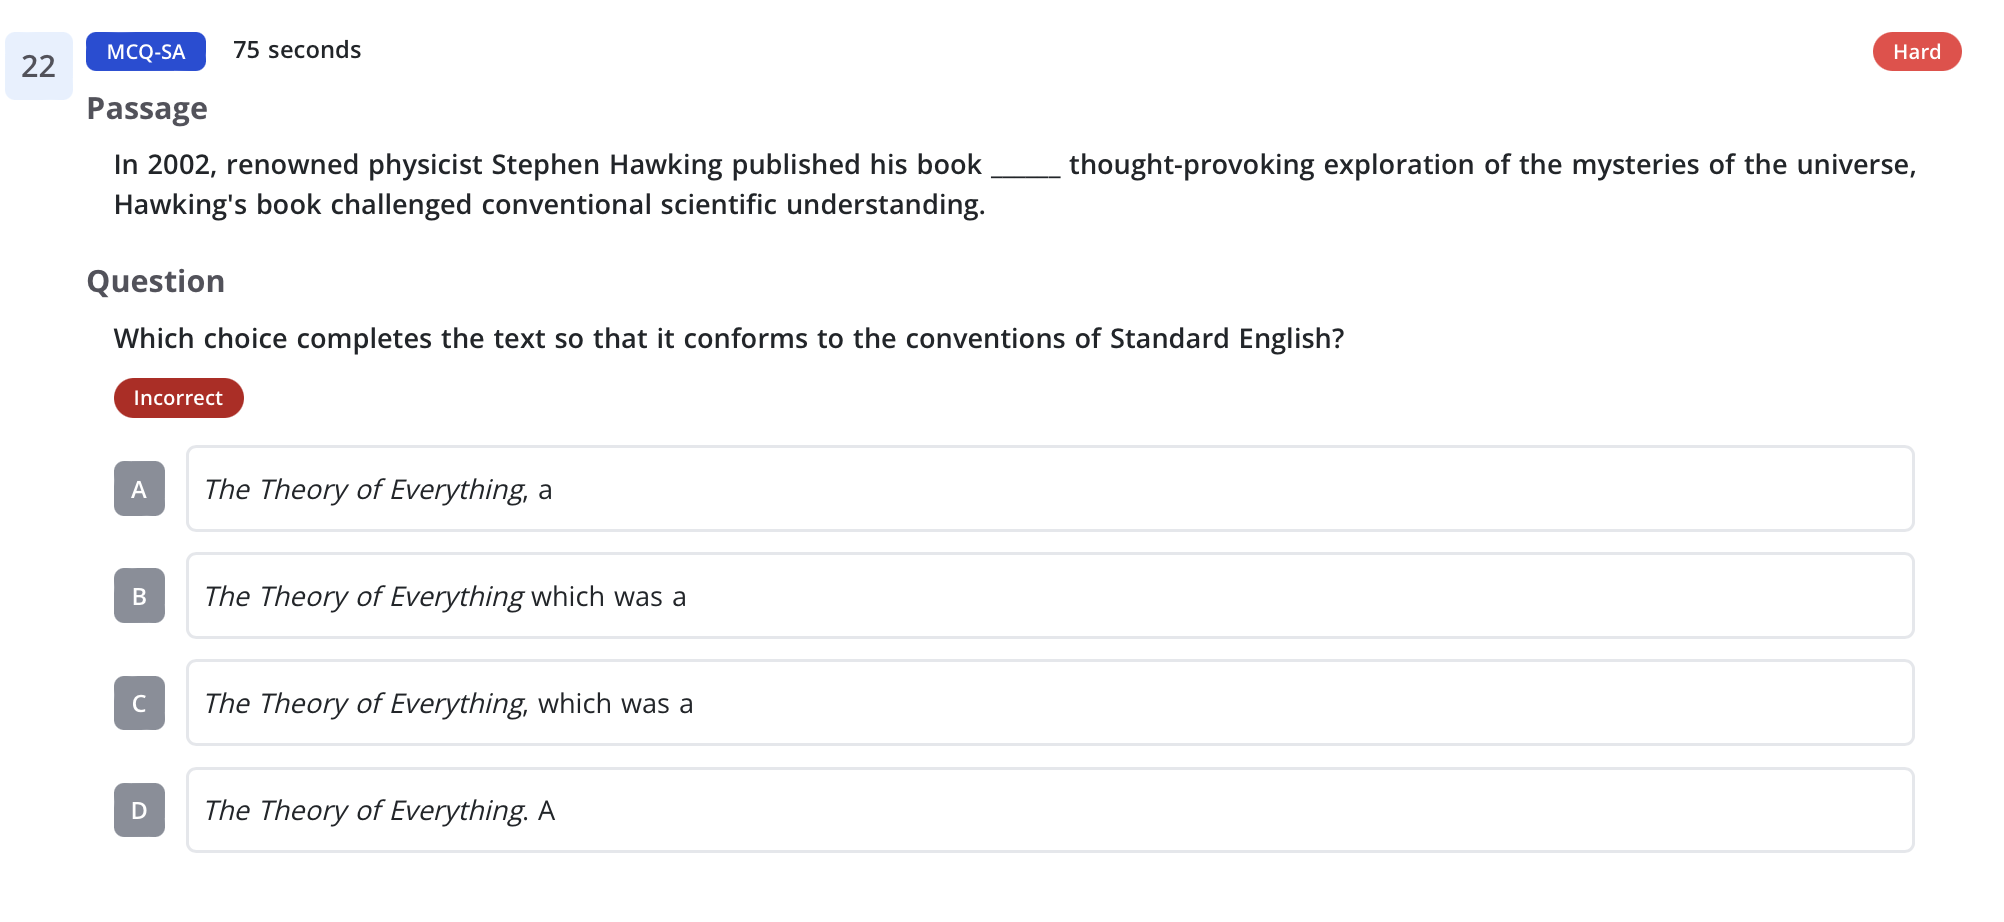 22
MCQ-SA 75 seconds Hard
Passage
In 2002, renowned physicist Stephen Hawking published his book _____ thought-provoking exploration of the mysteries of the universe,
Hawking's book challenged conventional scientific understanding.
Question
Which choice completes the text so that it conforms to the conventions of Standard English?
Incorrect
A The Theory of Everything, a
B The Theory of Everything which was a
C The Theory of Everything, which was a
D The Theory of Everything. A